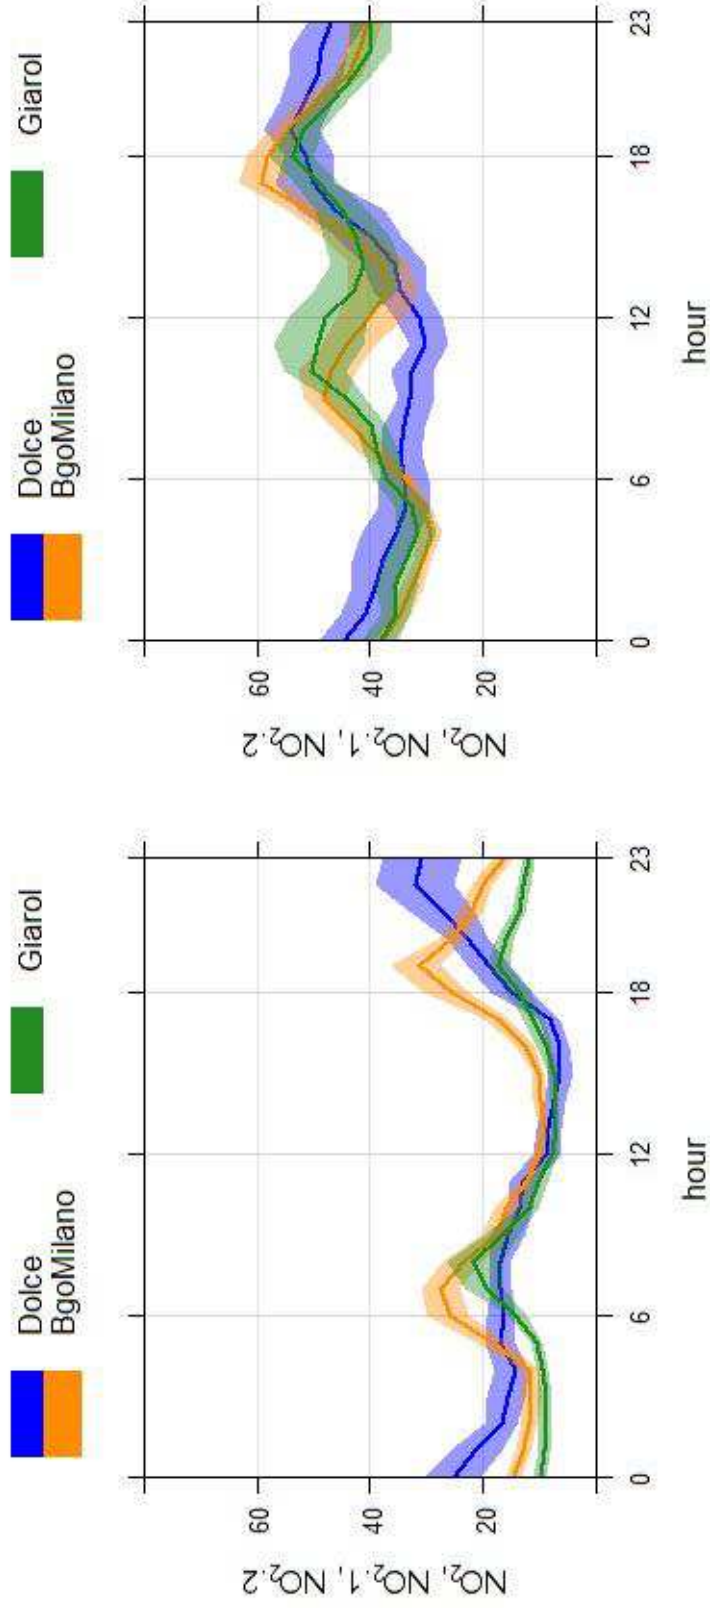 Dolce
BgoMilano
Giarol
NO₂, NO₂.1, NO₂.2
60
40
20
0 6 12 18 23
hour
Dolce
BgoMilano
Giarol
NO₂, NO₂.1, NO₂.2
60
40
20
0 6 12 18 23
hour